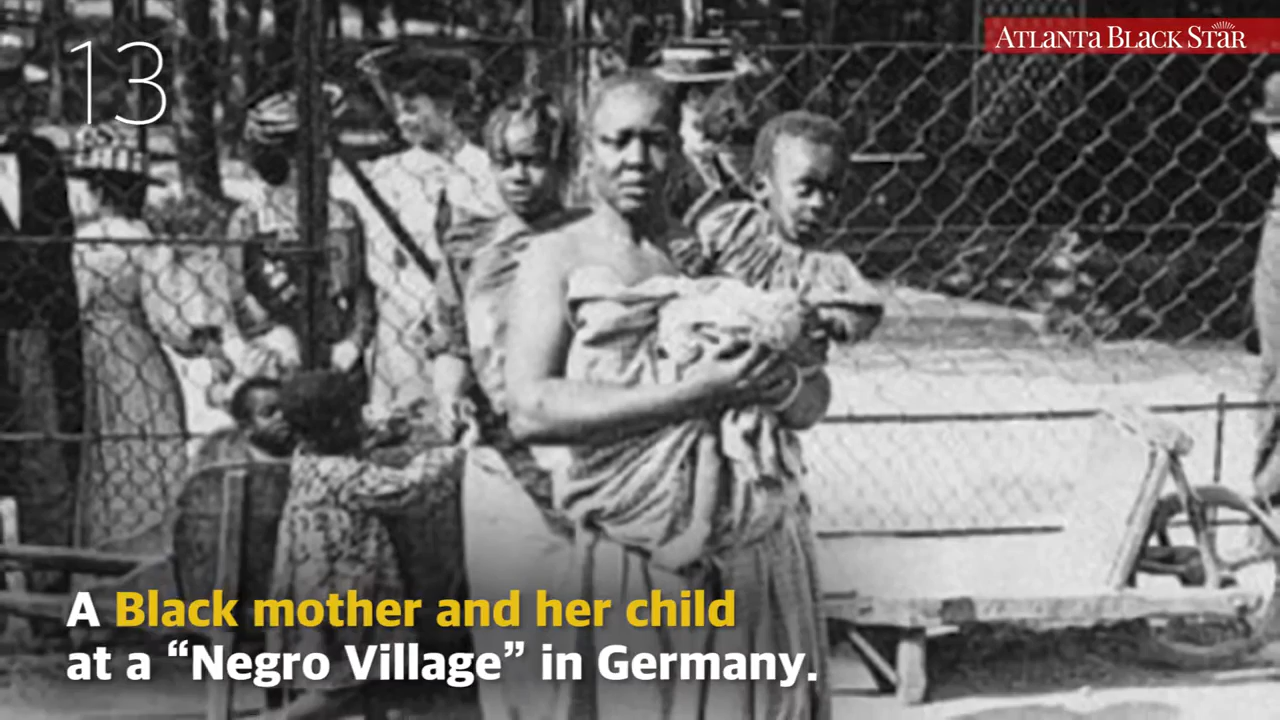 13
ATLANTA BLACK STAR
A Black mother and her child
at a “Negro Village” in Germany.